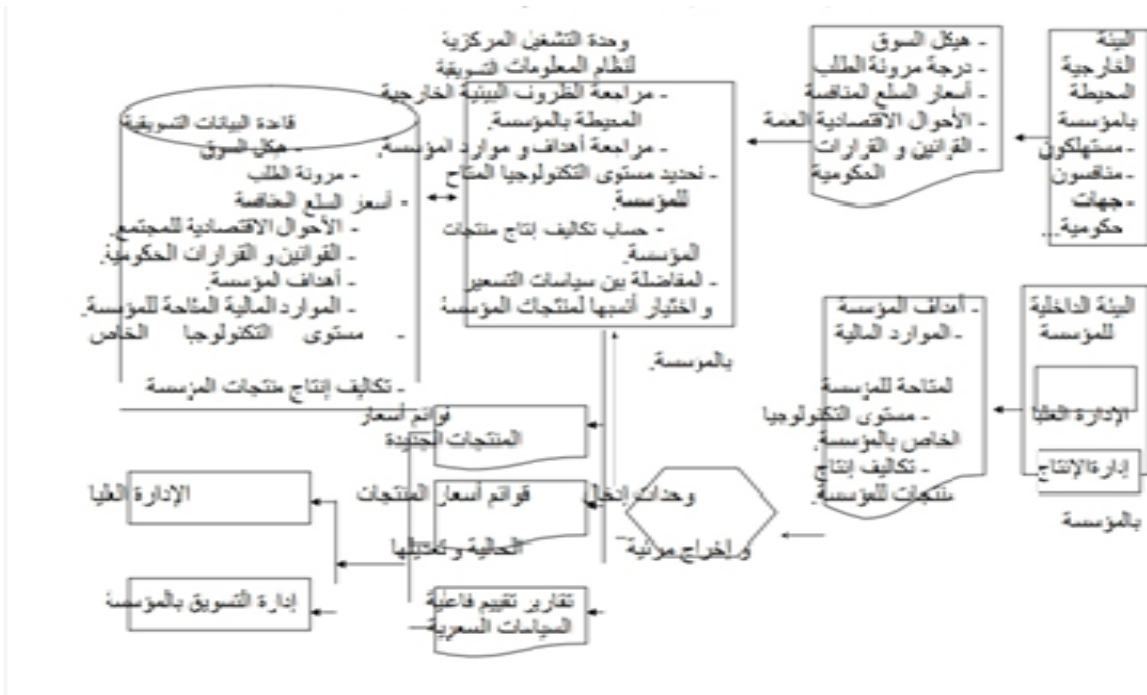 البيئة
الخارجية
المحيطة
بالمؤسسة
-مستهلكون
-منافسون
-جهات
حكومية...
- هيكل السوق
- درجة مرونة الطلب
- أسعار السلع المنافسة
- الأحوال الاقتصادية العمة
- القوانين و القرارات
الحكومية
وحدة التشغيل المركزية
لنظام المعلومات التسويقية
- مراجعة الظروف البيئية الخارجية
المحيطة بالمؤسسة.
- مراجعة أهداف و موارد المؤسسة.
- تحديد مستوى التكنولوجيا المتاح
للمؤسسة.
- حساب تكاليف إنتاج منتجات
المؤسسة.
- لمفاضلة بين سياسات التسعير
و اختيار أنسبها لمنتجات المؤسسة
قاعدة البيانات التسويقية
- هيكل السوق
- مرونة الطلب
- أسعار السلع المنافسة
- الأحوال الاقتصادية للمجتمع.
- القوانين و القرارات الحكومية.
- أهداف المؤسسة.
- الموارد المالية المتاحة للمؤسسة.
- مستوى التكنولوجيا الخاص
بالمؤسسة.
- تكاليف إنتاج منتجات المؤسسة
البيئة الداخلية
للمؤسسة
الإدارة العليا
إدارةالإنتاج
بالمؤسسة
- أهداف المؤسسة
-الموارد المالية
لمتاحة للمؤسسة
- مستوى التكنولوجيا
الخاص بالمؤسسة.
- تكاليف إنتاج
منتجات للمؤسسة.
وحدات إدخال
و إخراج مرئية
قوائم أسعار
المنتجات الجديدة
قوائم أسعار المنتجات
الحالية و تعديلها
تقارير تقييم فاعلية
السياسات السعرية
الإدارة العليا
إدارة التسويق بالمؤسسة